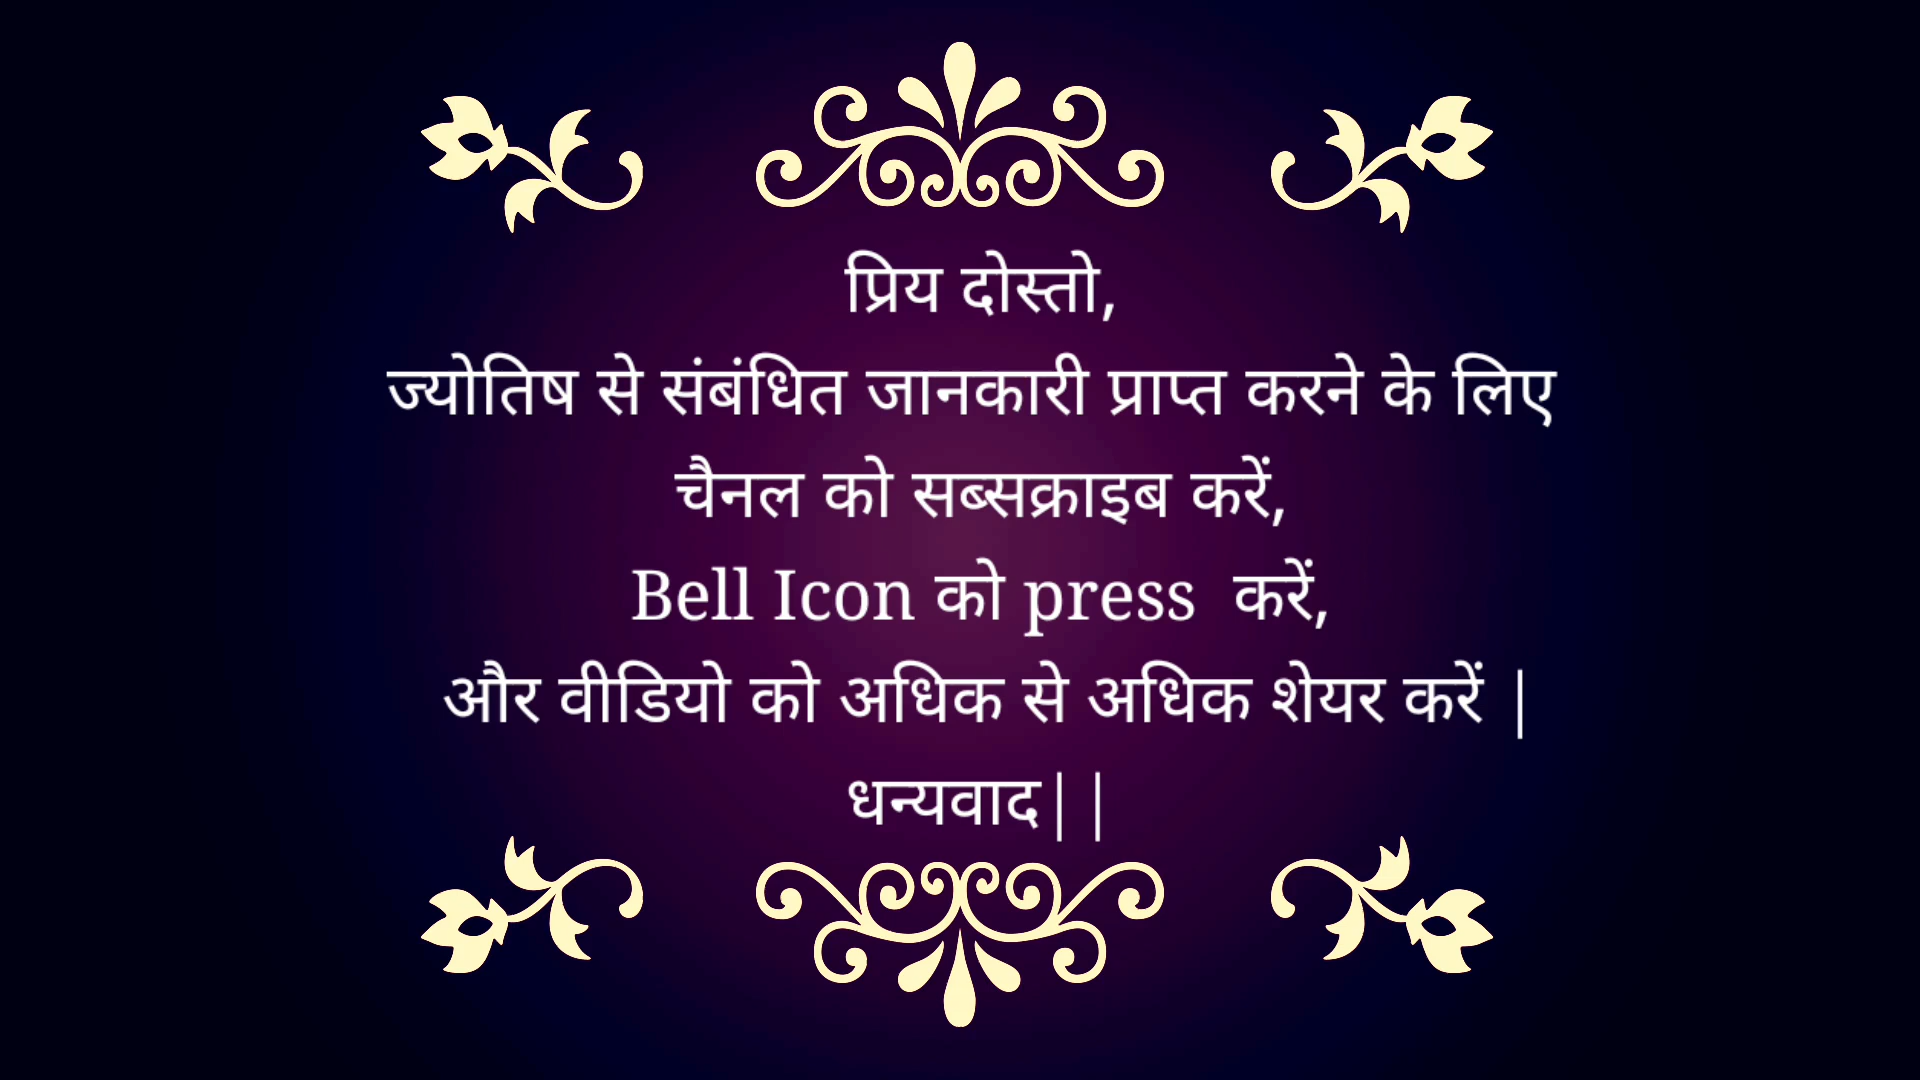 प्रिय दोस्तो,
ज्योतिष से संबंधित जानकारी प्राप्त करने के लिए
चैनल को सब्सक्राइब करें,
Bell Icon को press  करें,
और वीडियो को अधिक से अधिक शेयर करें |
धन्यवाद||